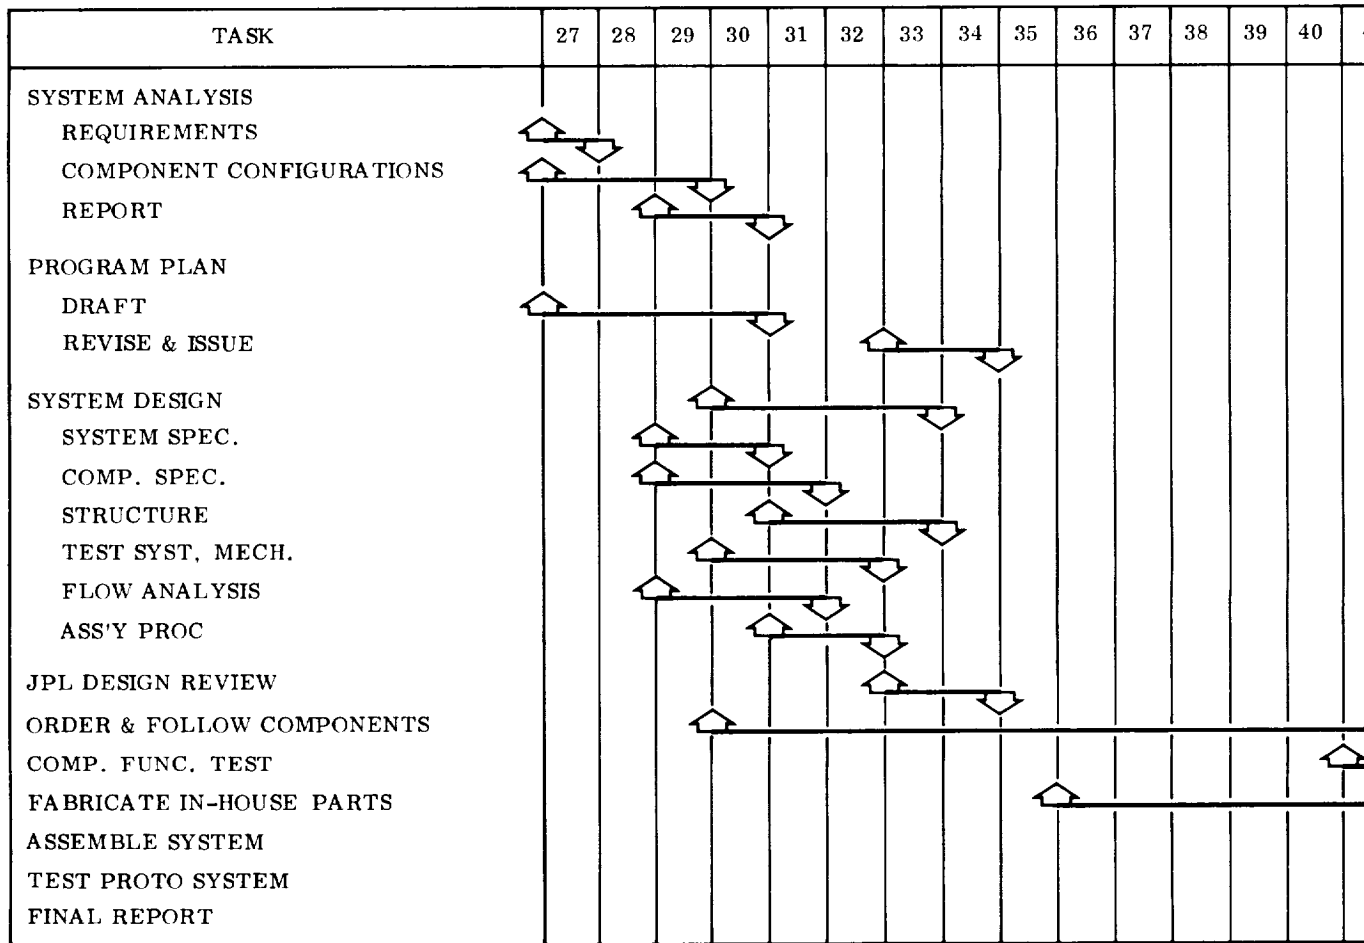 TASK 27 28 29 30 31 32 33 34 35 36 37 38 39 40
SYSTEM ANALYSIS
REQUIREMENTS
COMPONENT CONFIGURATIONS
REPORT
PROGRAM PLAN
DRAFT
REVISE & ISSUE
SYSTEM DESIGN
SYSTEM SPEC.
COMP. SPEC.
STRUCTURE
TEST SYST, MECH.
FLOW ANALYSIS
ASS'Y PROC
JPL DESIGN REVIEW
ORDER & FOLLOW COMPONENTS
COMP. FUNC. TEST
FABRICATE IN-HOUSE PARTS
ASSEMBLE SYSTEM
TEST PROTO SYSTEM
FINAL REPORT